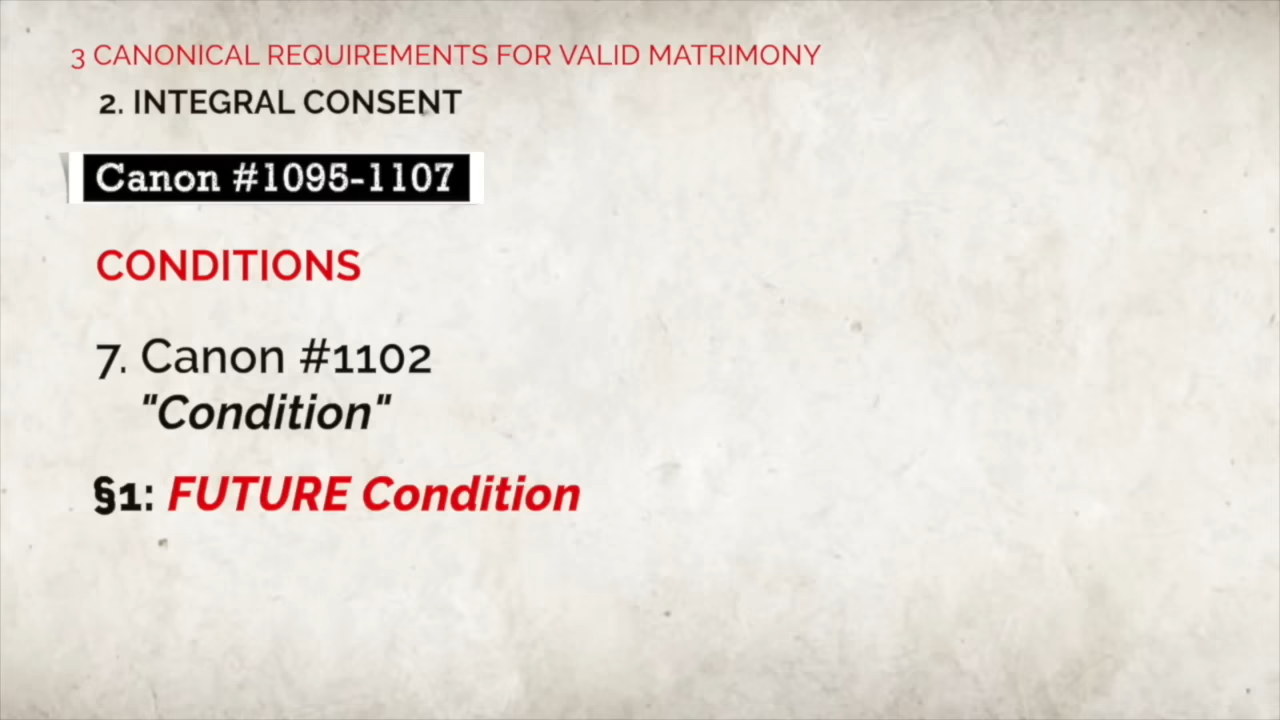 3 CANONICAL REQUIREMENTS FOR VALID MATRIMONY
2. INTEGRAL CONSENT
Canon #1095-1107
CONDITIONS
7. Canon #1102
"Condition"
§1: FUTURE Condition